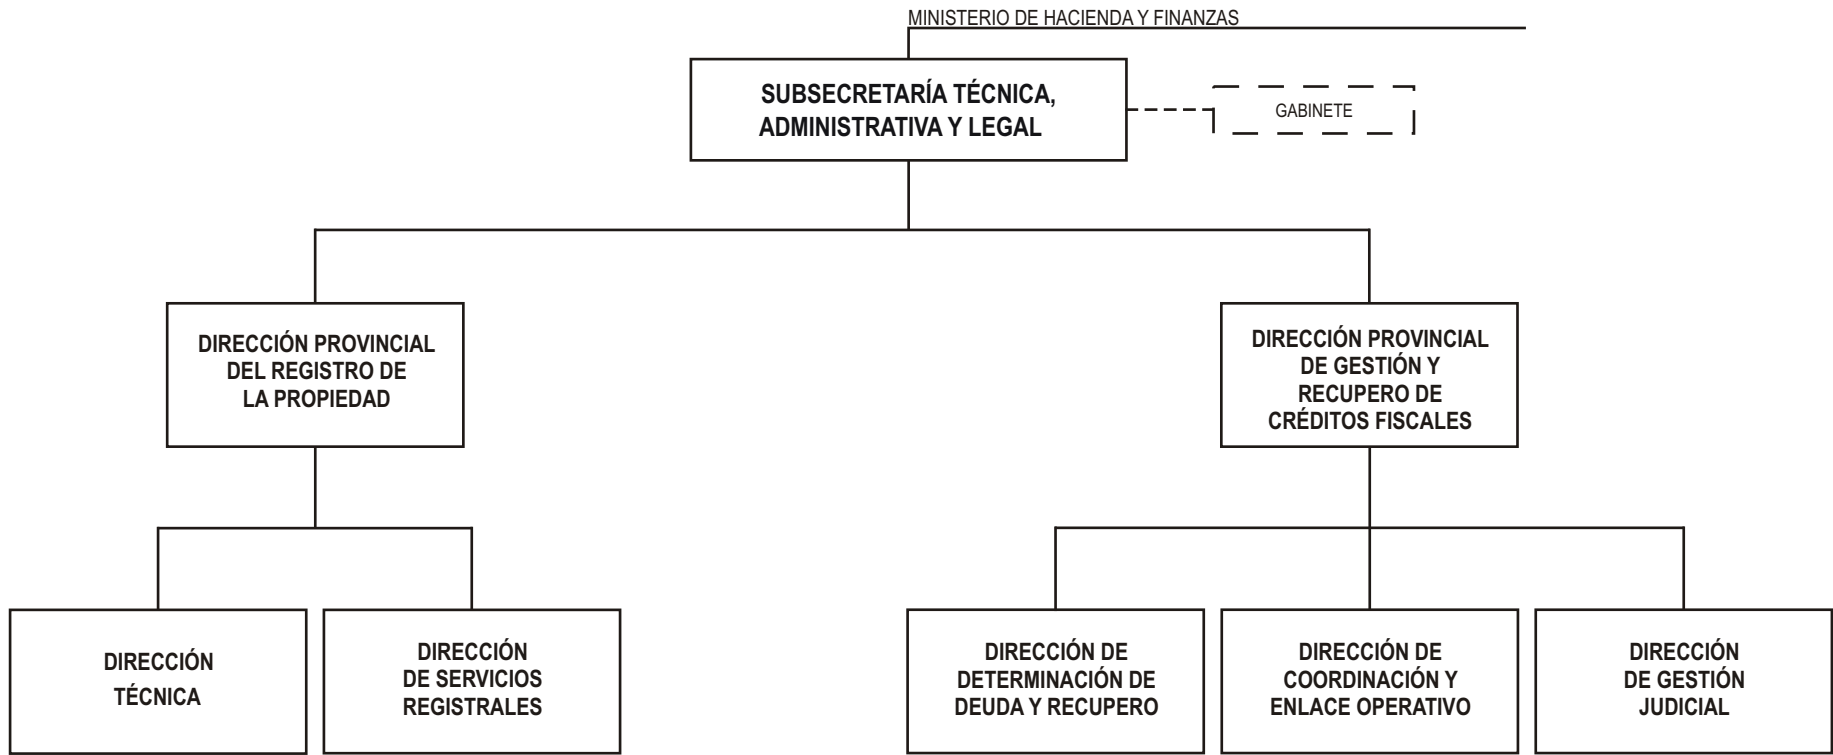 MINISTERIO DE HACIENDA Y FINANZAS
SUBSECRETARÍA TÉCNICA,
ADMINISTRATIVA Y LEGAL
GABINETE
DIRECCIÓN PROVINCIAL
DEL REGISTRO DE
LA PROPIEDAD
DIRECCIÓN PROVINCIAL
DE GESTIÓN Y
RECUPERO DE
CRÉDITOS FISCALES
DIRECCIÓN
TÉCNICA
DIRECCIÓN
DE SERVICIOS
REGISTRALES
DIRECCIÓN DE
DETERMINACIÓN DE
DEUDA Y RECUPERO
DIRECCIÓN DE
COORDINACIÓN Y
ENLACE OPERATIVO
DIRECCIÓN
DE GESTIÓN
JUDICIAL